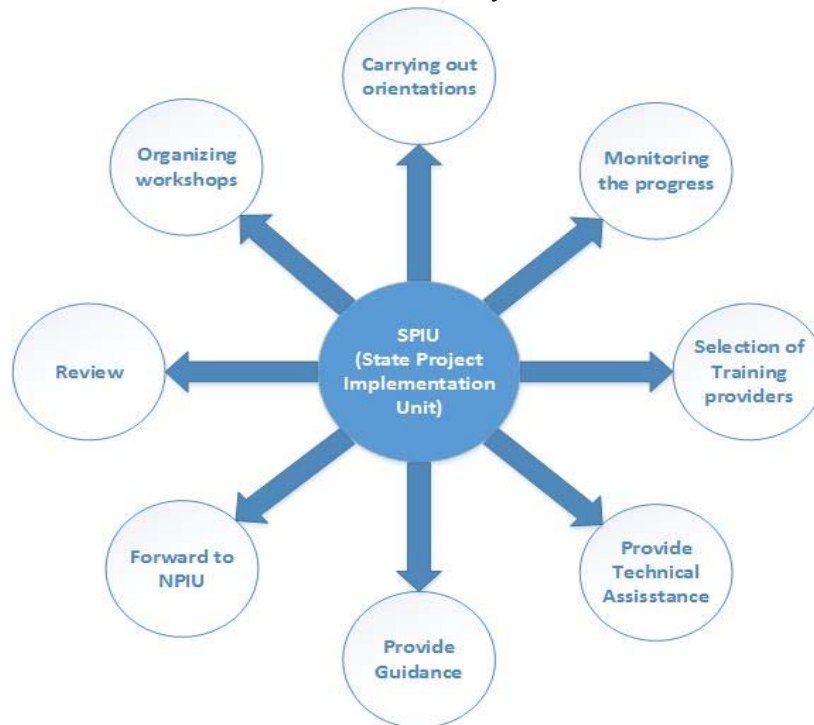 Carrying out
orientations
Monitoring
the progress
Selection of
Training
providers
Provide
Technical
Assisstance
Provide
Guidance
Forward to
NPIU
Review
Organizing
workshops
SPIU
(State Project
Implementation
Unit)